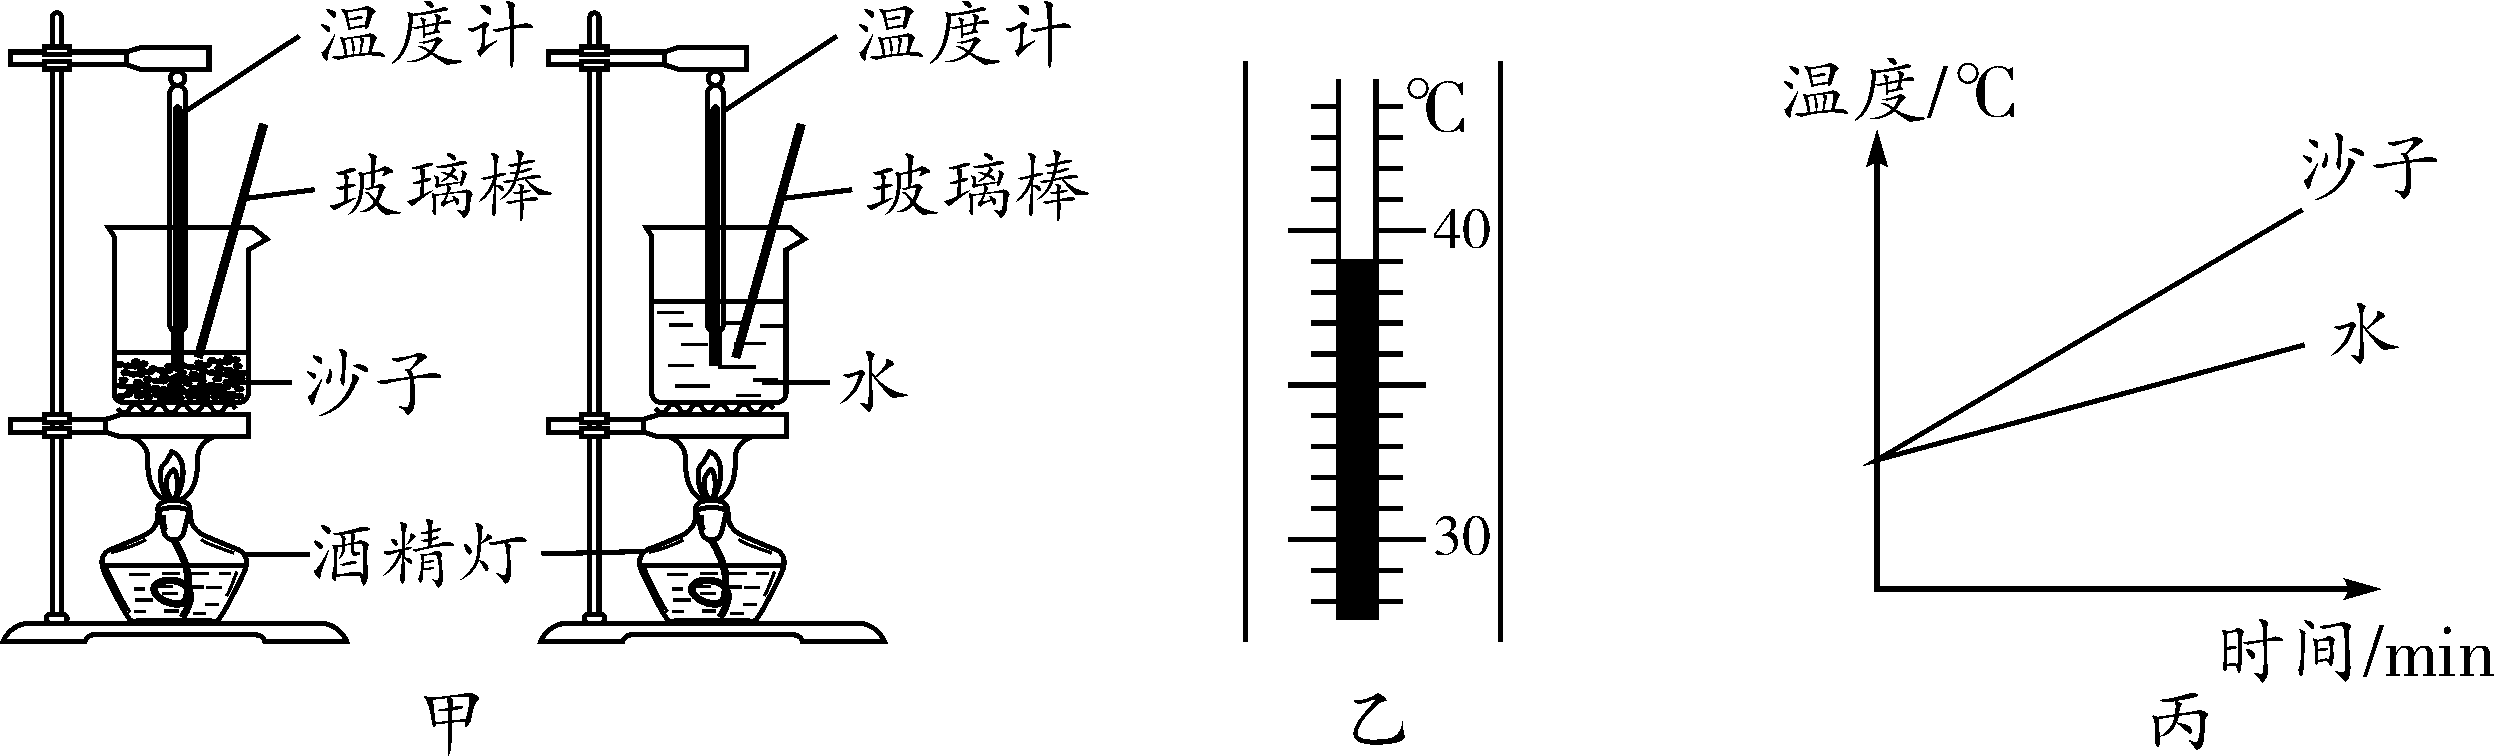 温度计
温度计
玻璃棒
玻璃棒
沙子
水
酒精灯
甲
℃
40
30
乙
温度/℃
沙子
水
时间/min
丙